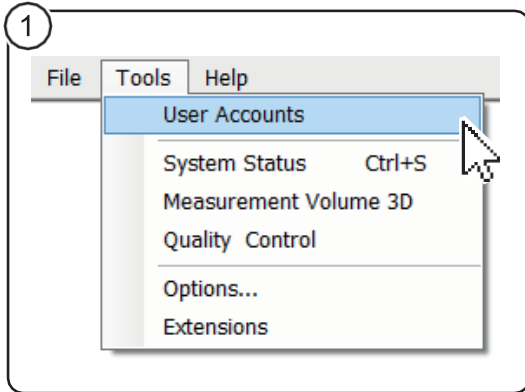 1
File Tools Help
User Accounts
System Status Ctrl+S
Measurement Volume 3D
Quality Control
Options...
Extensions